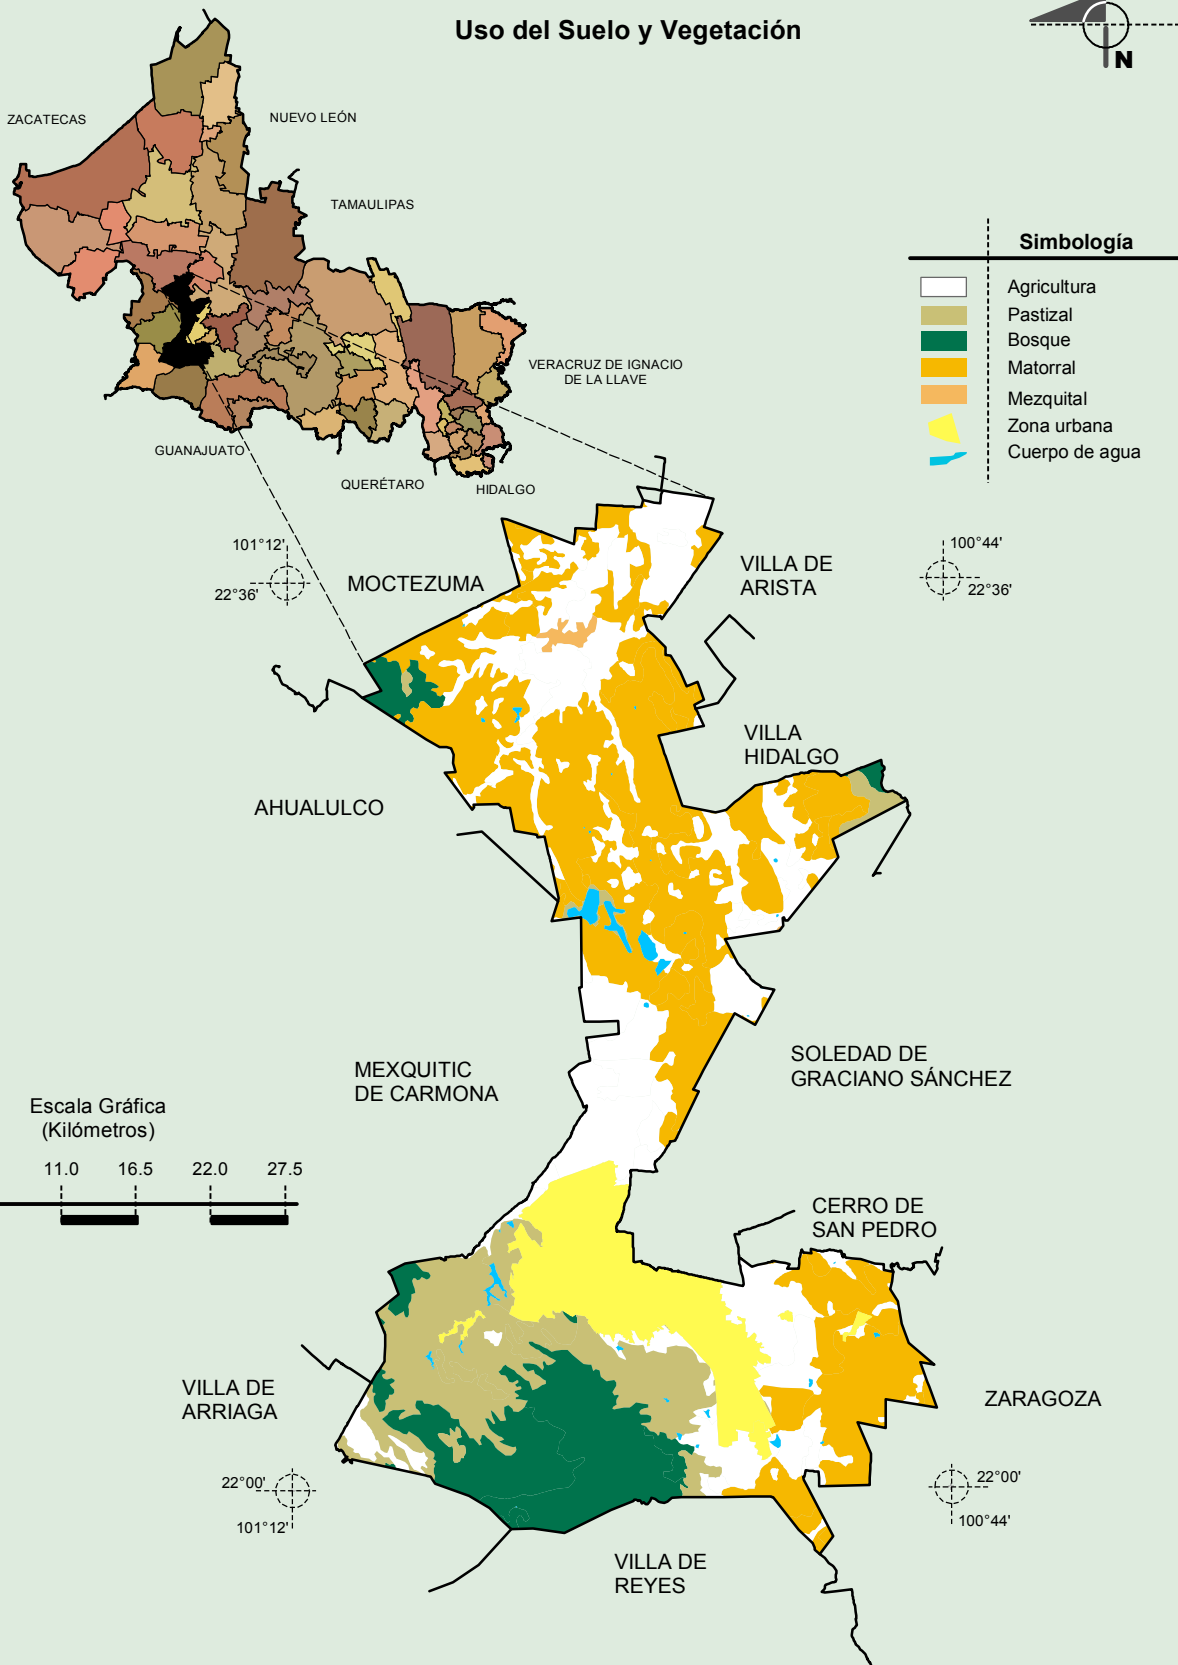 Uso del Suelo y Vegetación
N
ZACATECAS
NUEVO LEÓN
TAMAULIPAS
VERACRUZ DE IGNACIO
DE LA LLAVE
GUANAJUATO
QUERÉTARO
HIDALGO
Simbología
Agricultura
Pastizal
Bosque
Matorral
Mezquital
Zona urbana
Cuerpo de agua
101°12'
22°36'
100°44'
22°36'
MOCTEZUMA
VILLA DE
ARISTA
VILLA
HIDALGO
AHUALULCO
MEXQUITIC
DE CARMONA
SOLEDAD DE
GRACIANO SÁNCHEZ
Escala Gráfica
(Kilómetros)
11.0 16.5 22.0 27.5
CERRO DE
SAN PEDRO
VILLA DE
ARRIAGA
ZARAGOZA
22°00'
101°12'
22°00'
100°44'
VILLA DE
REYES